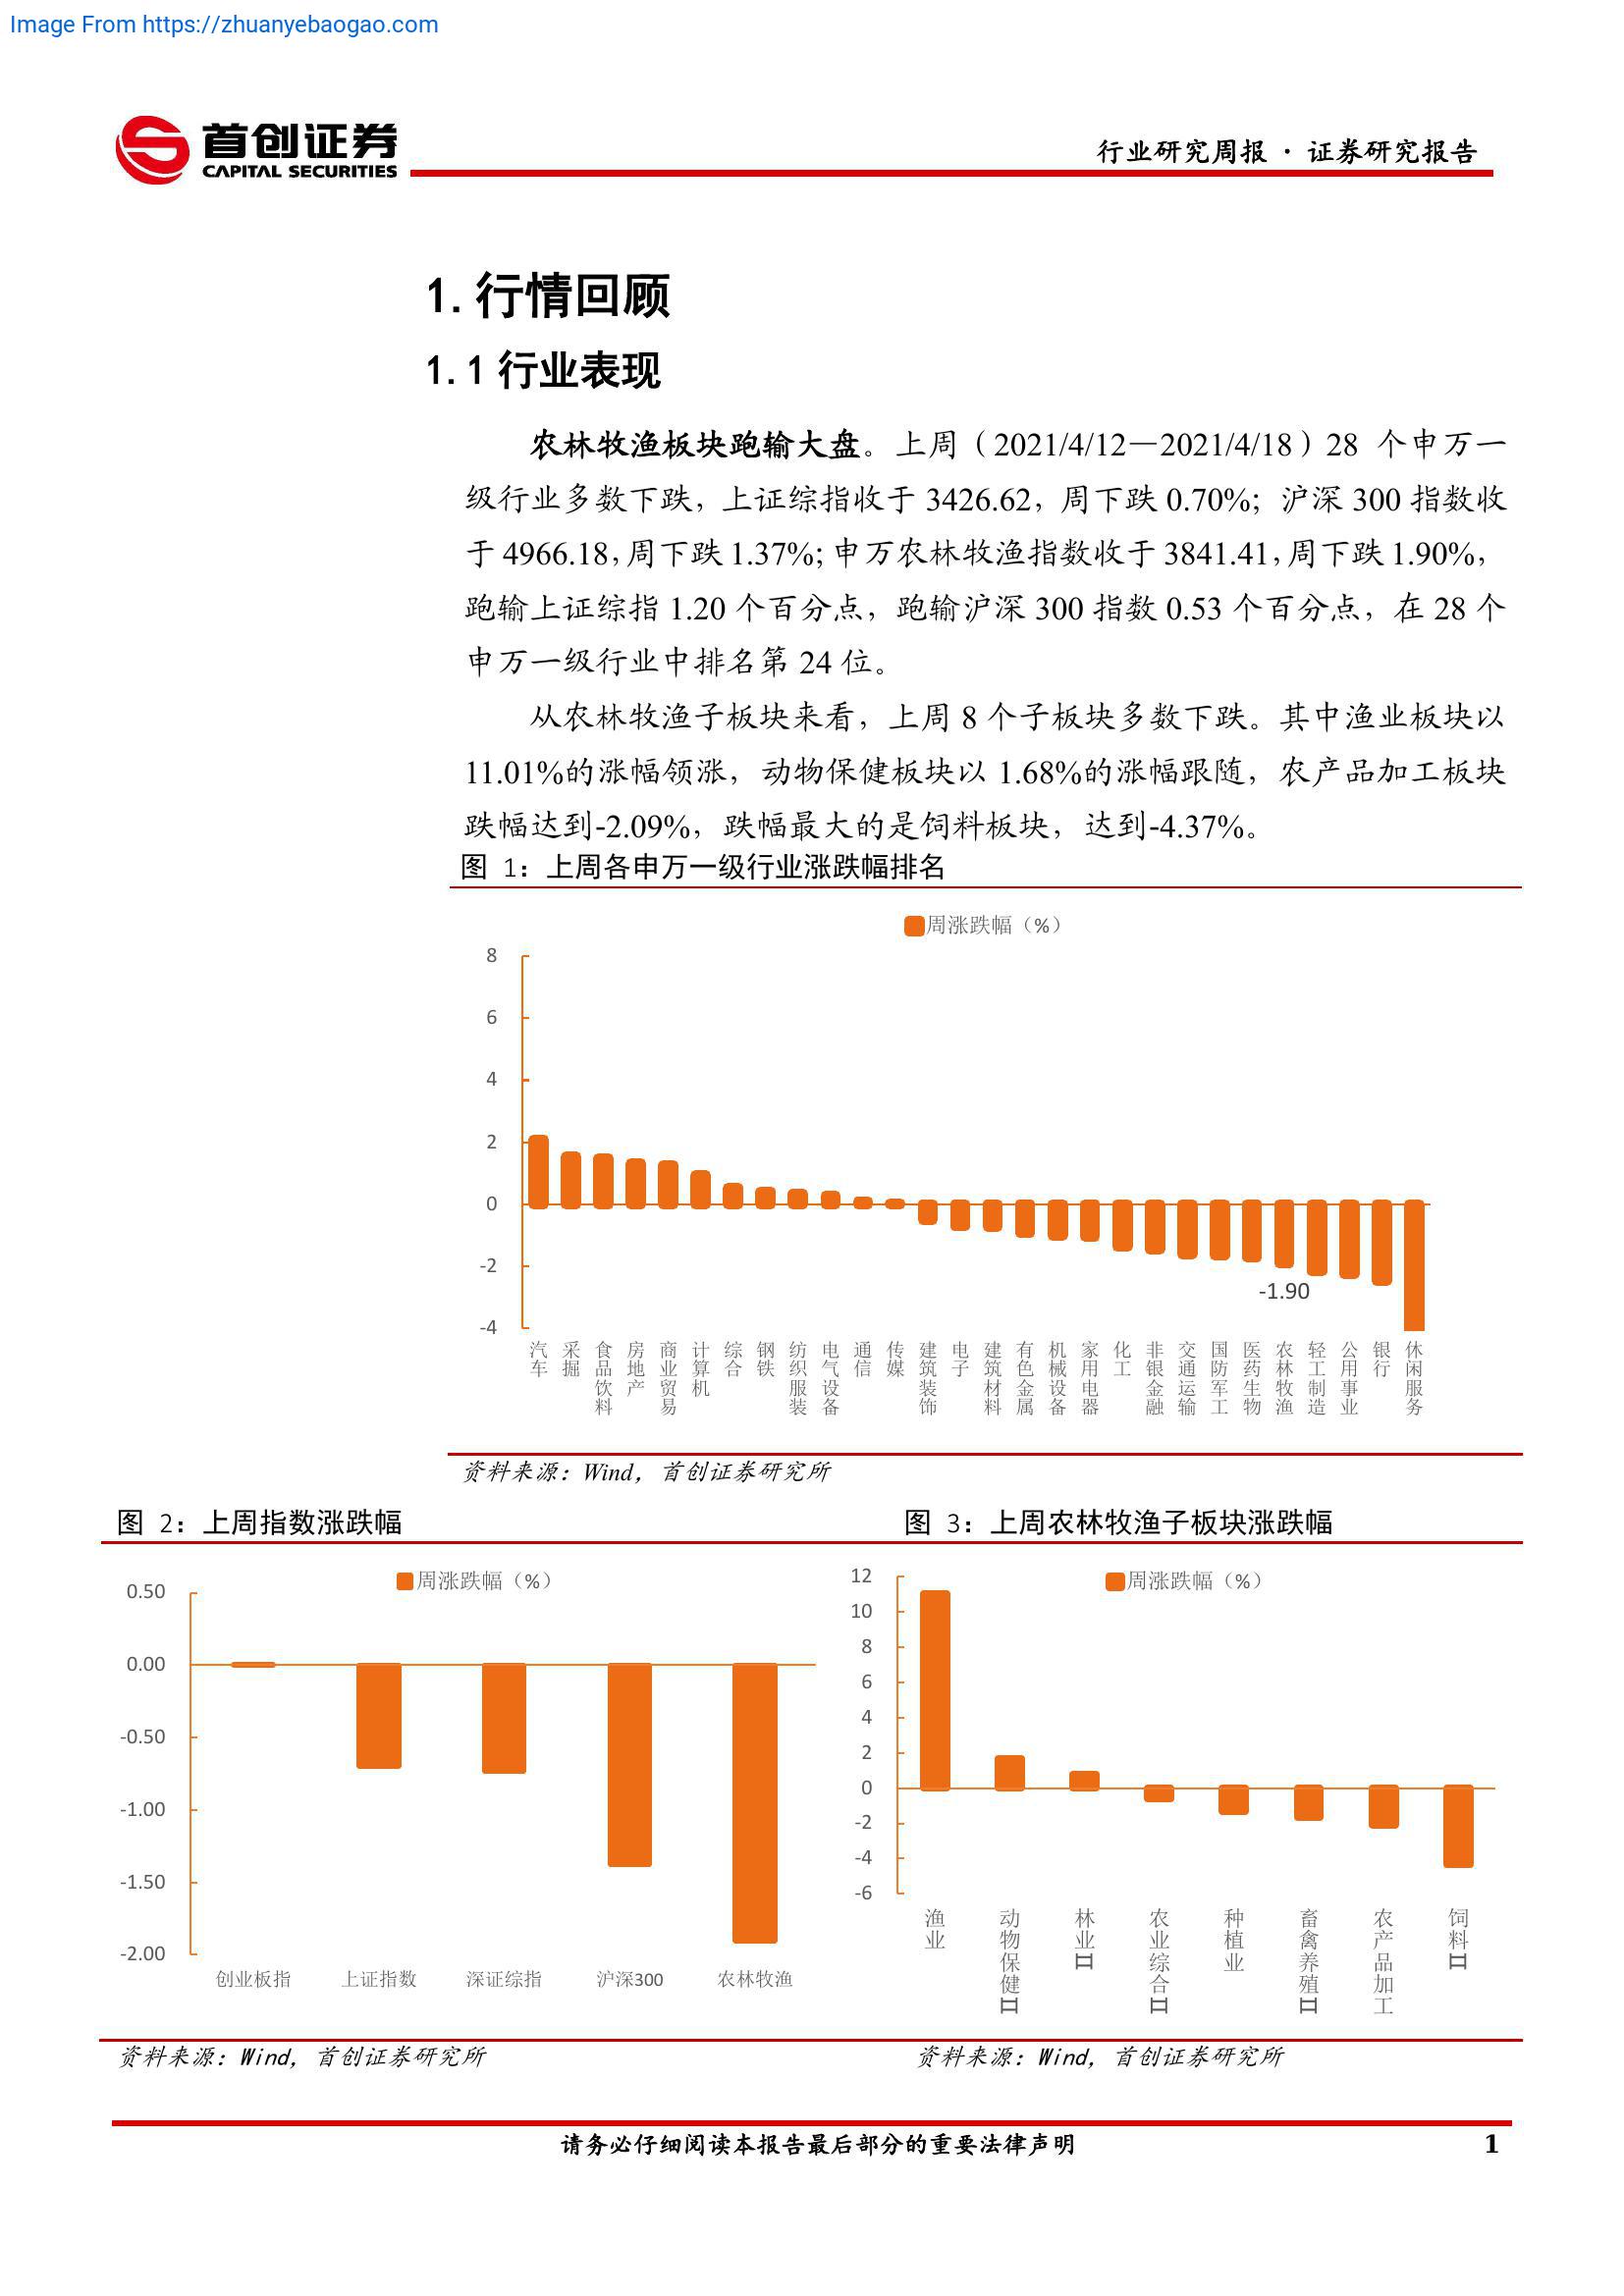 Image From https://zhuanyebaogao.com
首创证券
CAPITAL SECURITIES
行业研究周报 · 证券研究报告
1.行情回顾
1.1 行业表现
农林牧渔板块跑输大盘。上周（2021/4/12—2021/4/18）28 个申万一
级行业多数下跌，上证综指收于 3426.62，周下跌 0.70%；沪深 300 指数收
于 4966.18，周下跌 1.37%；申万农林牧渔指数收于 3841.41，周下跌 1.90%，
跑输上证综指 1.20 个百分点，跑输沪深 300 指数 0.53 个百分点，在 28 个
申万一级行业中排名第 24 位。
从农林牧渔子板块来看，上周 8 个子板块多数下跌。其中渔业板块以
11.01%的涨幅领涨，动物保健板块以 1.68%的涨幅跟随，农产品加工板块
跌幅达到-2.09%，跌幅最大的是饲料板块，达到-4.37%。
图 1：上周各申万一级行业涨跌幅排名
周涨跌幅（%）
8
6
4
2
0
-2
-4
-1.90
汽车
采掘
食品饮料
房地产
商业贸易
计算机
综合
钢铁
纺织服装
电气设备
通信
传媒
建筑装饰
电子
建筑材料
有色金属
机械设备
家用电器
化工
非银金融
交通运输
国防军工
医药生物
农林牧渔
轻工制造
公用事业
银行
休闲服务
资料来源：Wind，首创证券研究所
图 2：上周指数涨跌幅
周涨跌幅（%）
0.50
0.00
-0.50
-1.00
-1.50
-2.00
创业板指
上证指数
深证综指
沪深300
农林牧渔
资料来源：Wind，首创证券研究所
图 3：上周农林牧渔子板块涨跌幅
周涨跌幅（%）
12
10
8
6
4
2
0
-2
-4
-6
渔业
动物保健Ⅱ
林业Ⅱ
农业综合Ⅱ
种植业
畜禽养殖Ⅱ
农产品加工
饲料Ⅱ
资料来源：Wind，首创证券研究所
请务必仔细阅读本报告最后部分的重要法律声明
1